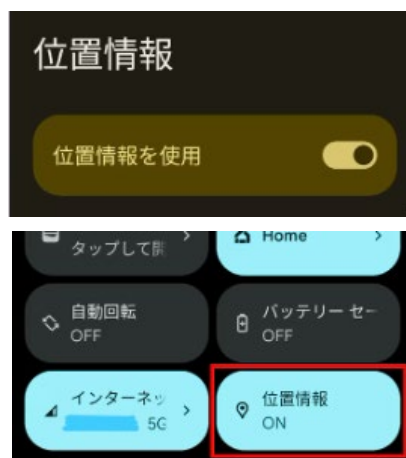 位置情報
位置情報を使用
タップして開
Home
自動回転
OFF
バッテリー セー
OFF
インターネッ
5G
位置情報
ON